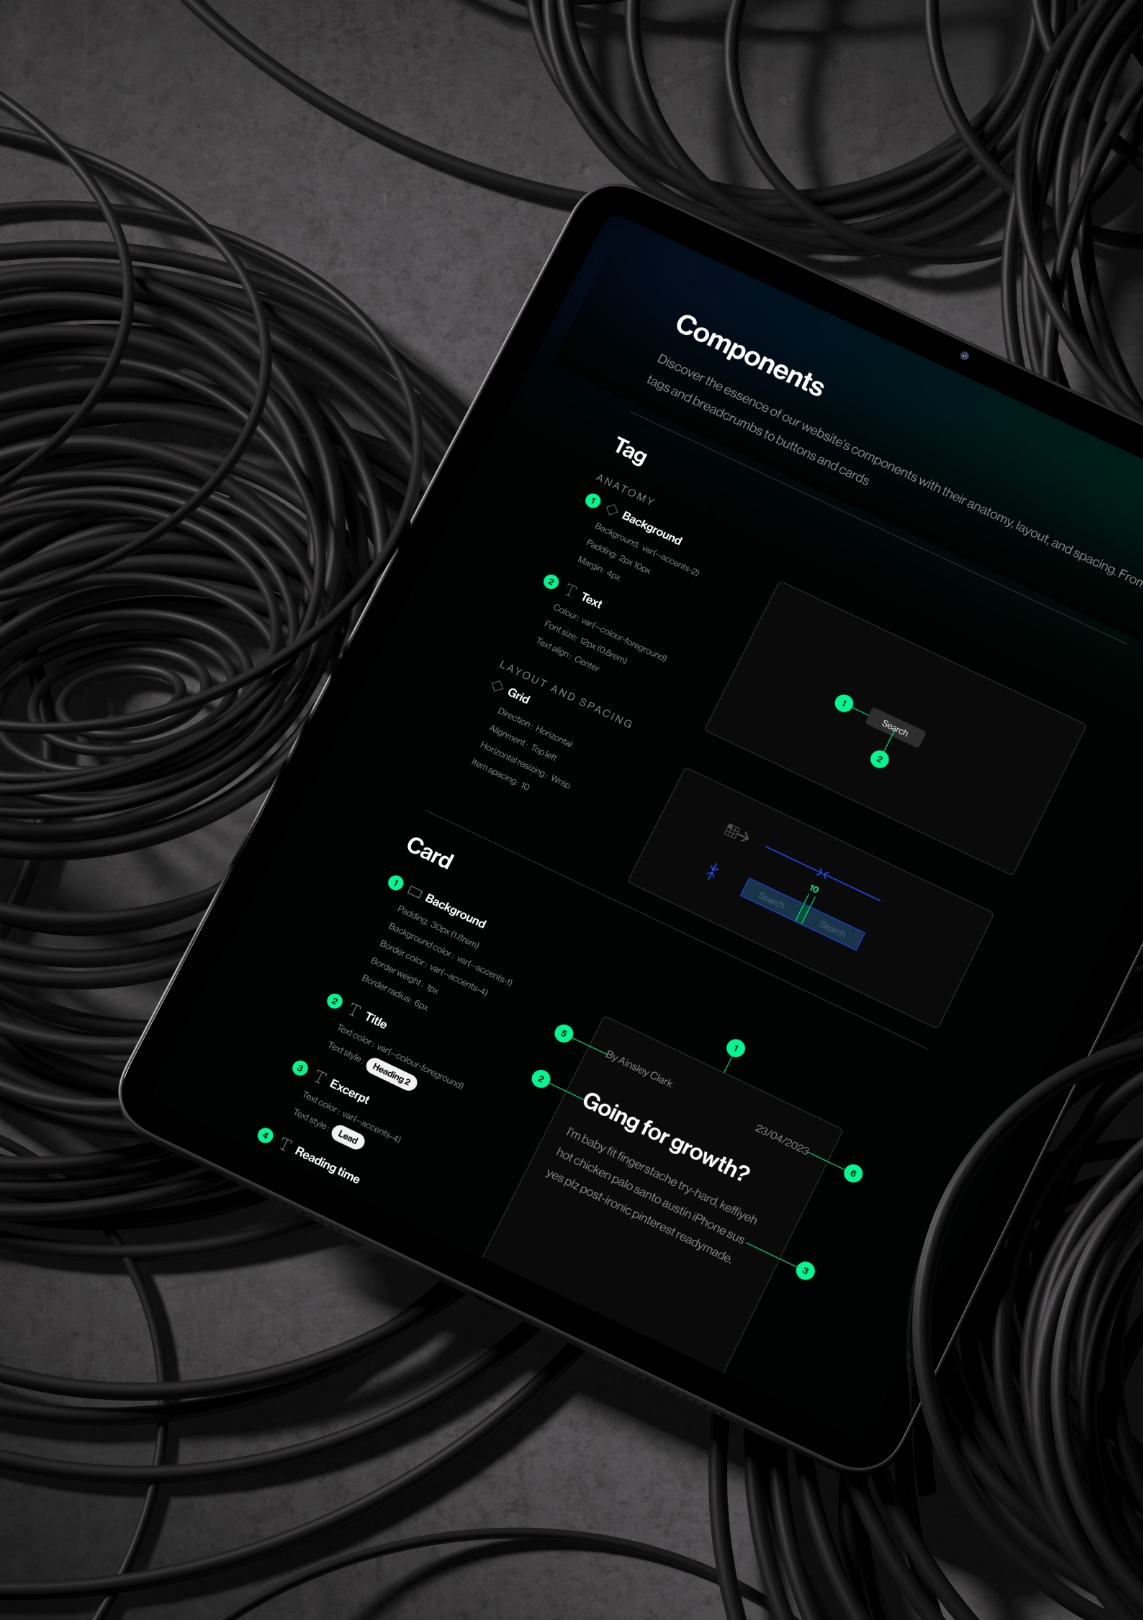 Components
Discover the essence of our website's components with their anatomy, layout, and spacing. From
tags and breadcrumbs to buttons and cards
Tag
ANATOMY
1 Background
Background: var(--accents-2)
Padding: 2px 10px
Margin: 4px
2 Text
Colour: var(--colour-foreground)
Font size: 12px (0.8rem)
Text align: Center
LAYOUT AND SPACING
Grid
Direction: Horizontal
Alignment: Top left
Horizontal resizing: Wrap
Item spacing: 10
1
Search
2
10
Search
Search
Card
1 Background
Padding: 30px (1.8rem)
Background color: var(--accents-1)
Border color: var(--accents-4)
Border weight: 1px
Border radius: 6px
2 Title
Text color: var(--colour-foreground)
Text style: Heading 2
3 Excerpt
Text color: var(--accents-4)
Text style: Lead
4 Reading time
5
1
By Ainsley Clark
23/04/2023
2
6
Going for growth?
I'm baby fit fingerstache try-hard, keffiyeh
hot chicken palo santo austin iPhone sus
yes plz post-ironic pinterest readymade.
3